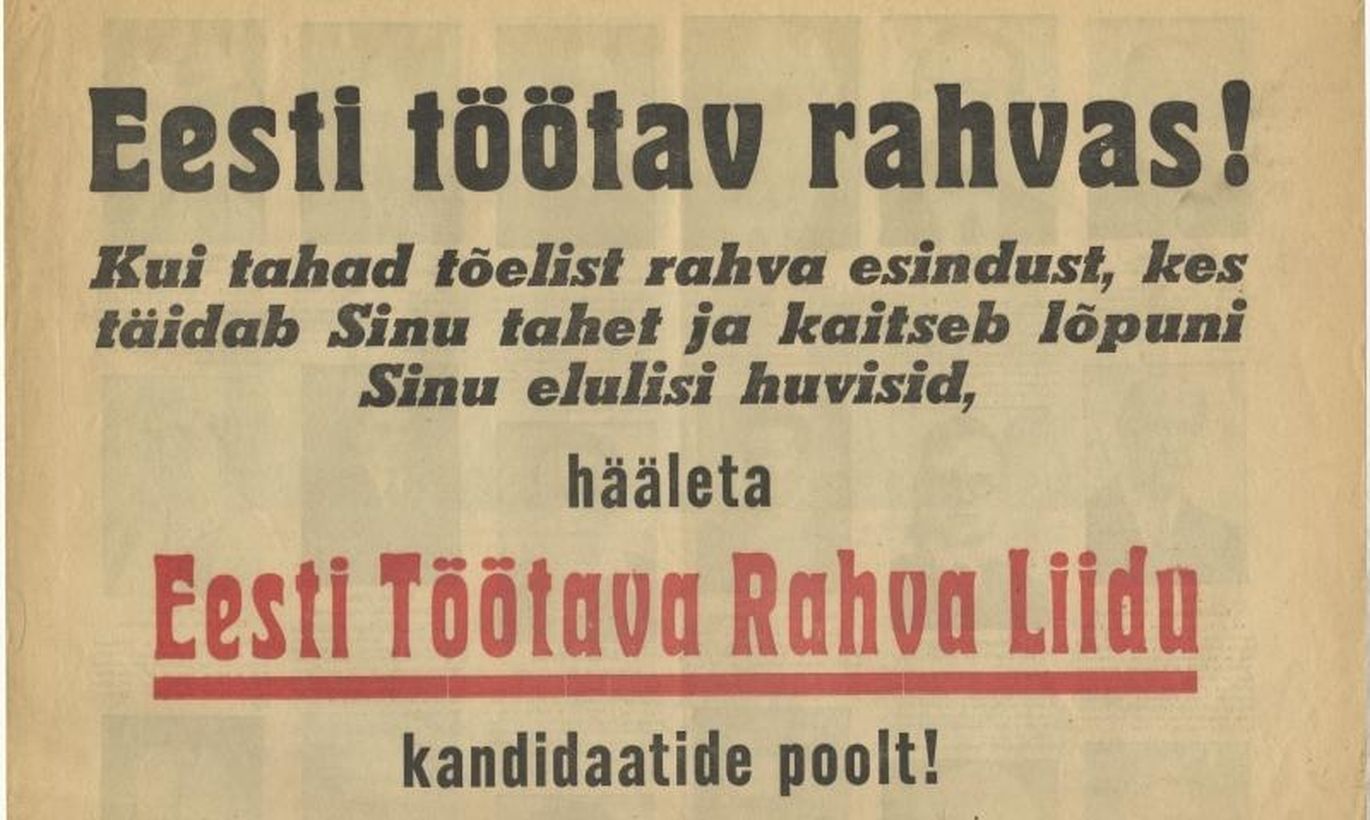 Eesti töötav rahvas!
Kui tahad tõelist rahva esindust, kes
täidab Sinu tahet ja kaitseb lõpuni
Sinu elulisi huvisid,
hääleta
Eesti Töötava Rahva Liidu
kandidaatide poolt!